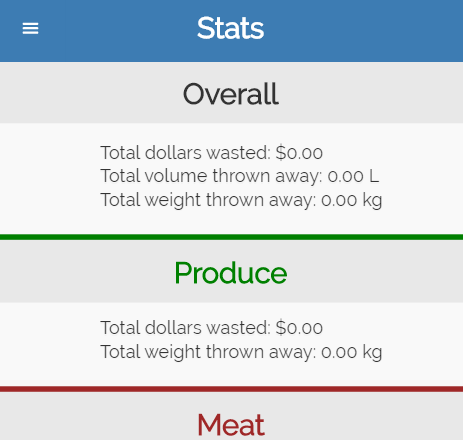 Stats
Overall
Total dollars wasted: $0.00
Total volume thrown away: 0.00 L
Total weight thrown away: 0.00 kg
Produce
Total dollars wasted: $0.00
Total weight thrown away: 0.00 kg
Meat